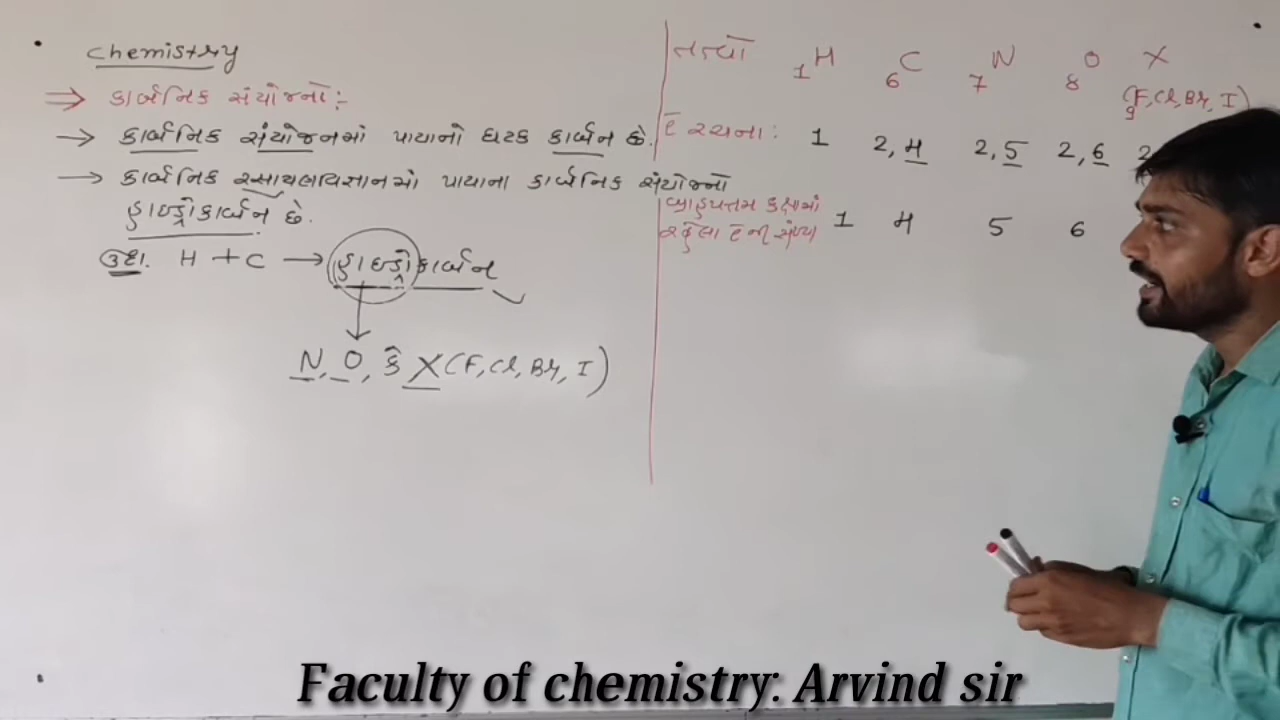 Chemistry
⇒ કાર્બનિક સંયોજનો :-
→ કાર્બનિક સંયોજનમાં પાયાનો ઘટક કાર્બન છે.
→ કાર્બનિક રસાયણવિજ્ઞાનમાં પાયાના કાર્બનિક સંયોજનો
હાઇડ્રોકાર્બન છે.
ઉદા. H + C → હાઇડ્રોકાર્બન
N, O, કે X (F, Cl, Br, I)
તત્વો ₁H ₆C ₇N ₈O X
(₉F, Cl, Br, I)
ē રચના : 1 2, 4 2, 5 2, 6 2
બાહ્યતમ કક્ષામાં
રહેલા ē ની સંખ્યા 1 4 5 6
Faculty of chemistry: Arvind sir